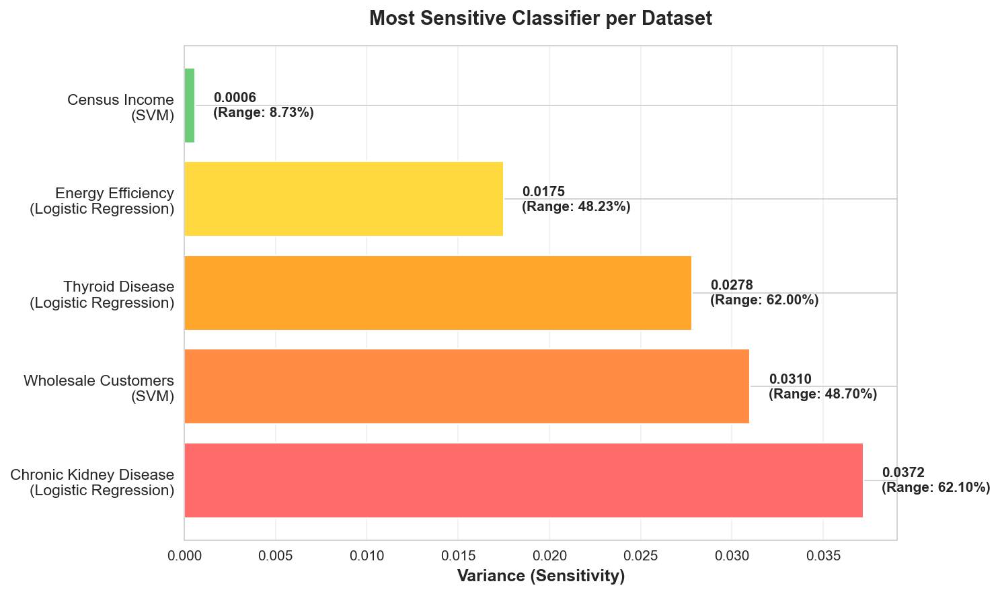 Most Sensitive Classifier per Dataset
Census Income
(SVM)
0.0006
(Range: 8.73%)
Energy Efficiency
(Logistic Regression)
0.0175
(Range: 48.23%)
Thyroid Disease
(Logistic Regression)
0.0278
(Range: 62.00%)
Wholesale Customers
(SVM)
0.0310
(Range: 48.70%)
Chronic Kidney Disease
(Logistic Regression)
0.0372
(Range: 62.10%)
0.000 0.005 0.010 0.015 0.020 0.025 0.030 0.035
Variance (Sensitivity)